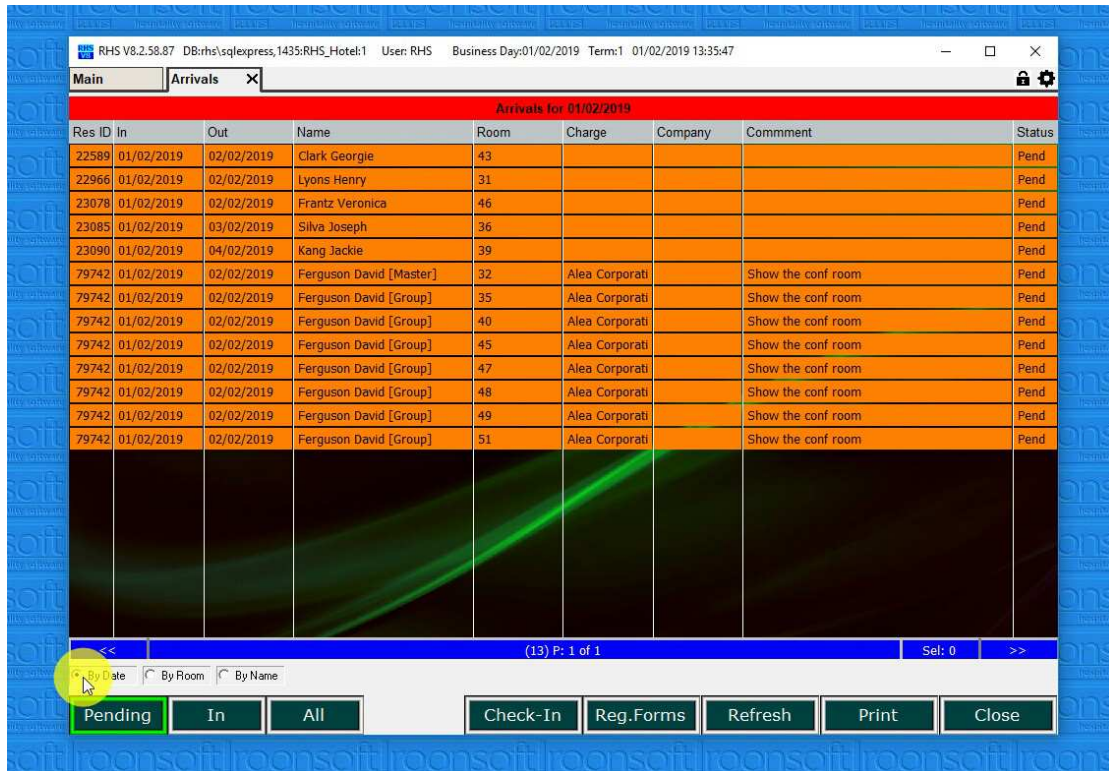 RHS V8.2.58.87 DB:rhs\sqlexpress,1435:RHS_Hotel:1 User: RHS Business Day:01/02/2019 Term:1 01/02/2019 13:35:47
Main Arrivals X
Arrivals for 01/02/2019
Res ID In Out Name Room Charge Company Commment Status
22589 01/02/2019 02/02/2019 Clark Georgie 43 Pend
22966 01/02/2019 02/02/2019 Lyons Henry 31 Pend
23078 01/02/2019 02/02/2019 Frantz Veronica 46 Pend
23085 01/02/2019 03/02/2019 Silva Joseph 36 Pend
23090 01/02/2019 04/02/2019 Kang Jackie 39 Pend
79742 01/02/2019 02/02/2019 Ferguson David [Master] 32 Alea Corporati Show the conf room Pend
79742 01/02/2019 02/02/2019 Ferguson David [Group] 35 Alea Corporati Show the conf room Pend
79742 01/02/2019 02/02/2019 Ferguson David [Group] 40 Alea Corporati Show the conf room Pend
79742 01/02/2019 02/02/2019 Ferguson David [Group] 45 Alea Corporati Show the conf room Pend
79742 01/02/2019 02/02/2019 Ferguson David [Group] 47 Alea Corporati Show the conf room Pend
79742 01/02/2019 02/02/2019 Ferguson David [Group] 48 Alea Corporati Show the conf room Pend
79742 01/02/2019 02/02/2019 Ferguson David [Group] 49 Alea Corporati Show the conf room Pend
79742 01/02/2019 02/02/2019 Ferguson David [Group] 51 Alea Corporati Show the conf room Pend
<< (13) P: 1 of 1 Sel: 0 >>
By Date By Room By Name
Pending In All Check-In Reg.Forms Refresh Print Close